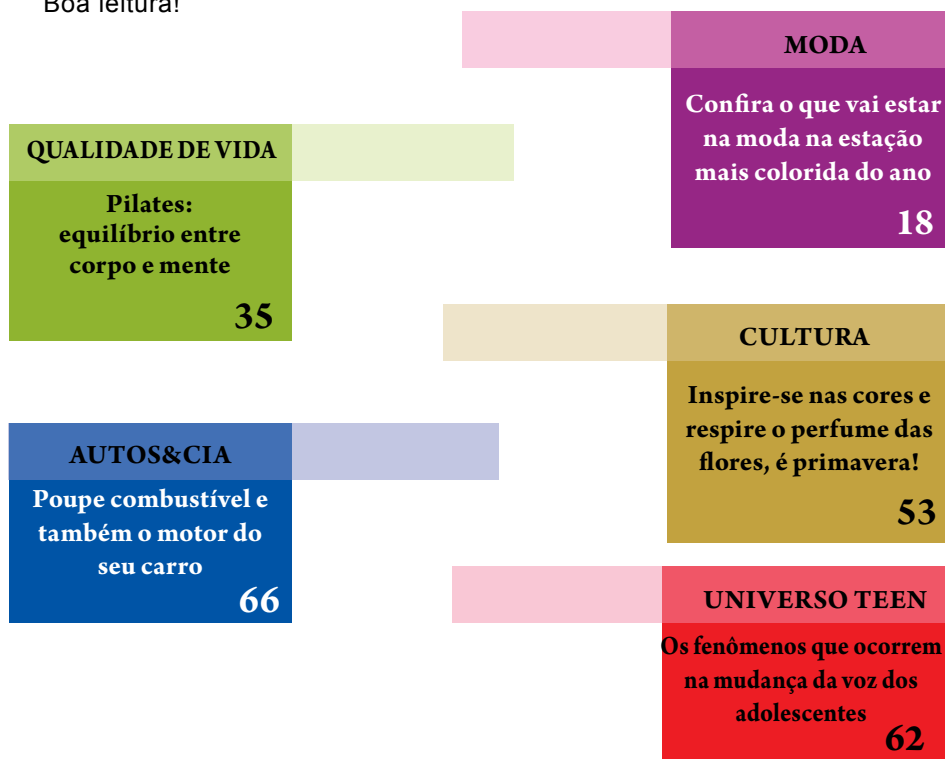 Boa leitura!
MODA
Confira o que vai estar
na moda na estação
mais colorida do ano
18
QUALIDADE DE VIDA
Pilates:
equilíbrio entre
corpo e mente
35
CULTURA
Inspire-se nas cores e
respire o perfume das
flores, é primavera!
53
AUTOS&CIA
Poupe combustível e
também o motor do
seu carro
66
UNIVERSO TEEN
Os fenômenos que ocorrem
na mudança da voz dos
adolescentes
62